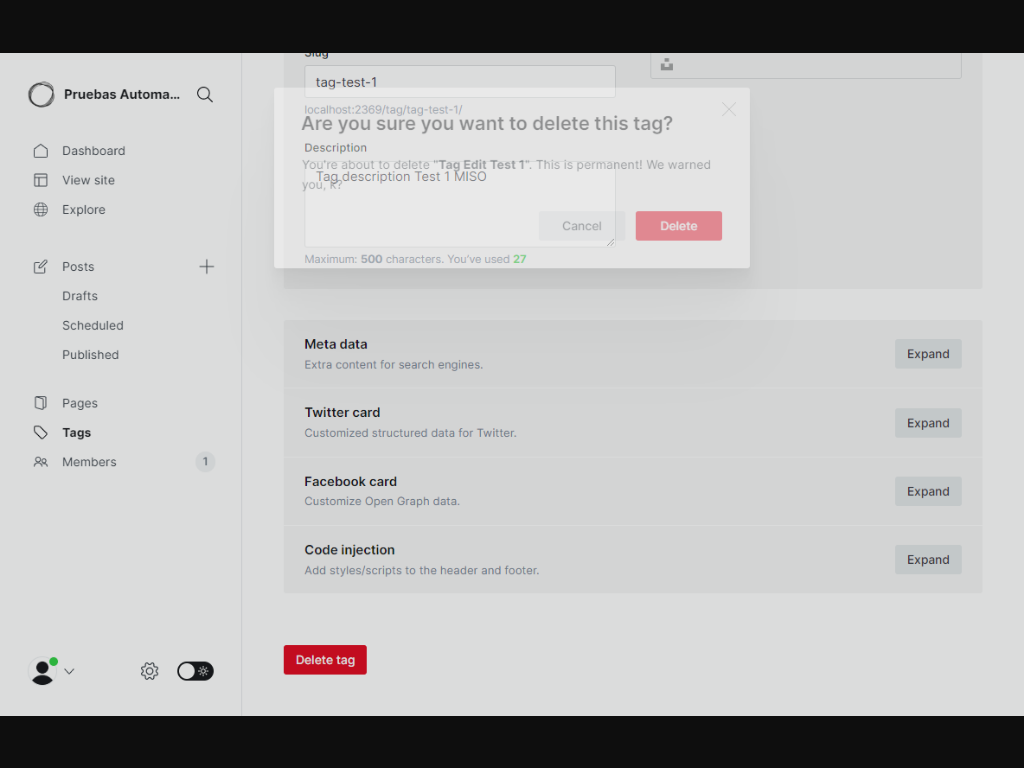 Pruebas Automa...
Dashboard
View site
Explore
Posts
Drafts
Scheduled
Published
Pages
Tags
Members
1
Slug
tag-test-1
localhost:2369/tag/tag-test-1/
Are you sure you want to delete this tag?
Description
You're about to delete "Tag Edit Test 1". This is permanent! We warned
you, k?
Tag description Test 1 MISO
Cancel
Delete
Maximum: 500 characters. You've used 27
Meta data
Extra content for search engines.
Expand
Twitter card
Customized structured data for Twitter.
Expand
Facebook card
Customize Open Graph data.
Expand
Code injection
Add styles/scripts to the header and footer.
Expand
Delete tag